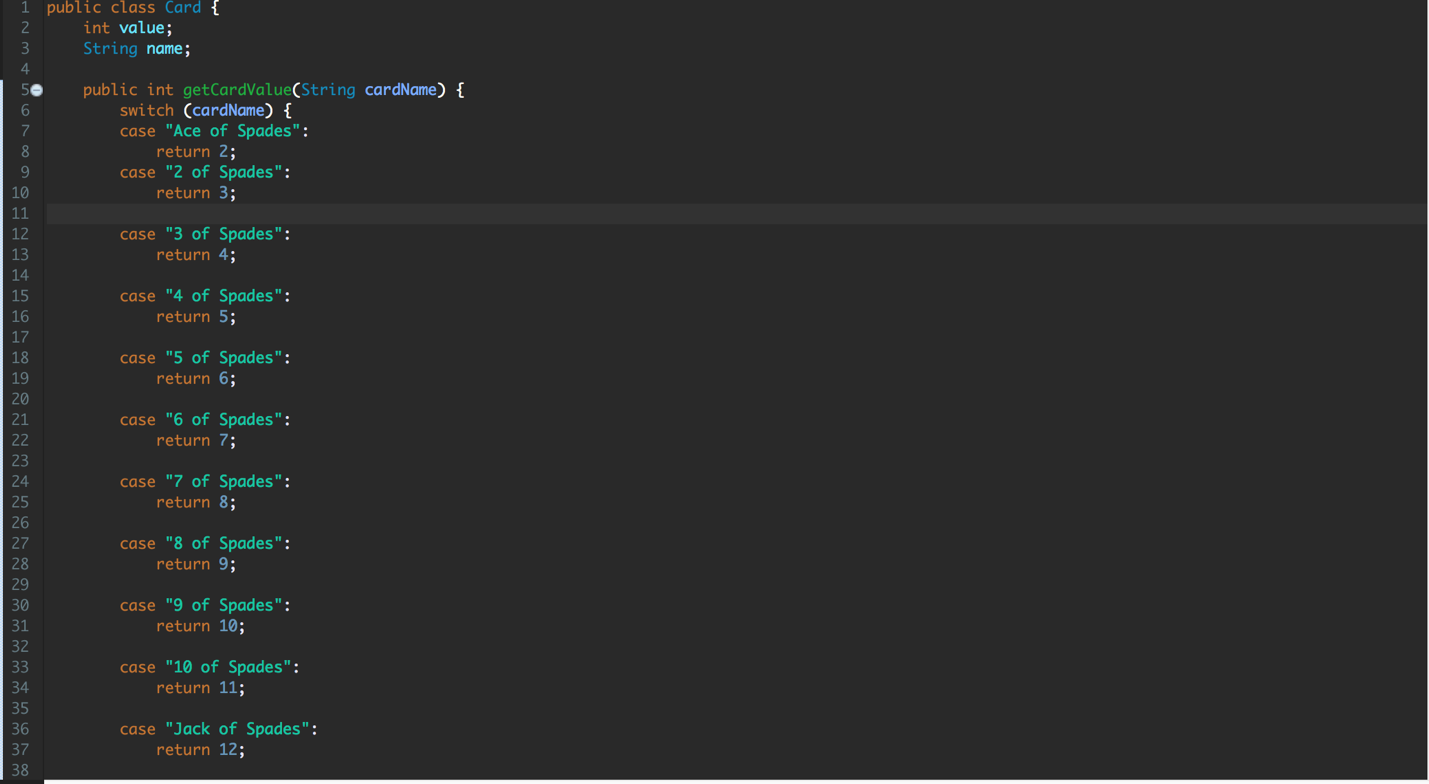 1 public class Card {
2 int value;
3 String name;
4
5 public int getCardValue(String cardName) {
6 switch (cardName) {
7 case "Ace of Spades":
8 return 2;
9 case "2 of Spades":
10 return 3;
11
12 case "3 of Spades":
13 return 4;
14
15 case "4 of Spades":
16 return 5;
17
18 case "5 of Spades":
19 return 6;
20
21 case "6 of Spades":
22 return 7;
23
24 case "7 of Spades":
25 return 8;
26
27 case "8 of Spades":
28 return 9;
29
30 case "9 of Spades":
31 return 10;
32
33 case "10 of Spades":
34 return 11;
35
36 case "Jack of Spades":
37 return 12;
38